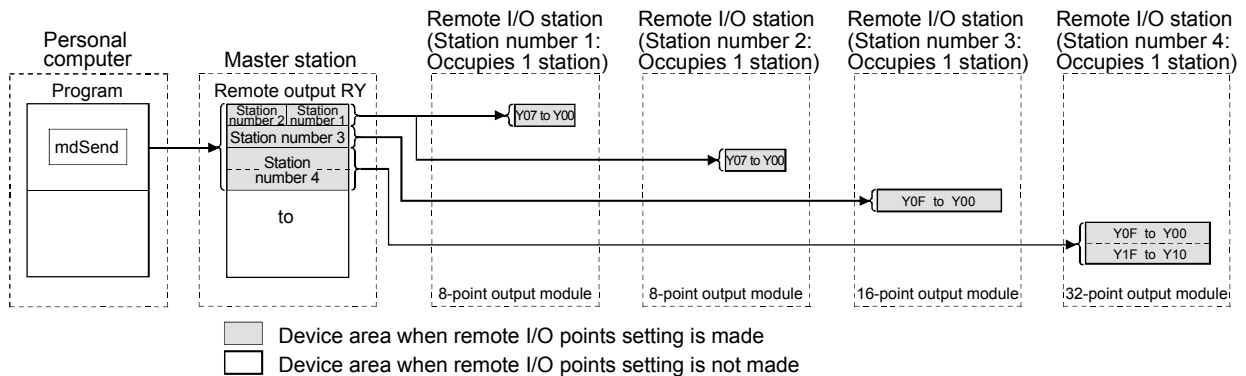 Personal
computer
Program
mdSend
Master station
Remote output RY
Station
number 2
Station
number 1
Station number 3
Station
number 4
to
Remote I/O station
(Station number 1:
Occupies 1 station)
Y07 to Y00
8-point output module
Remote I/O station
(Station number 2:
Occupies 1 station)
Y07 to Y00
8-point output module
Remote I/O station
(Station number 3:
Occupies 1 station)
Y0F to Y00
16-point output module
Remote I/O station
(Station number 4:
Occupies 1 station)
Y0F to Y00
Y1F to Y10
32-point output module
Device area when remote I/O points setting is made
Device area when remote I/O points setting is not made